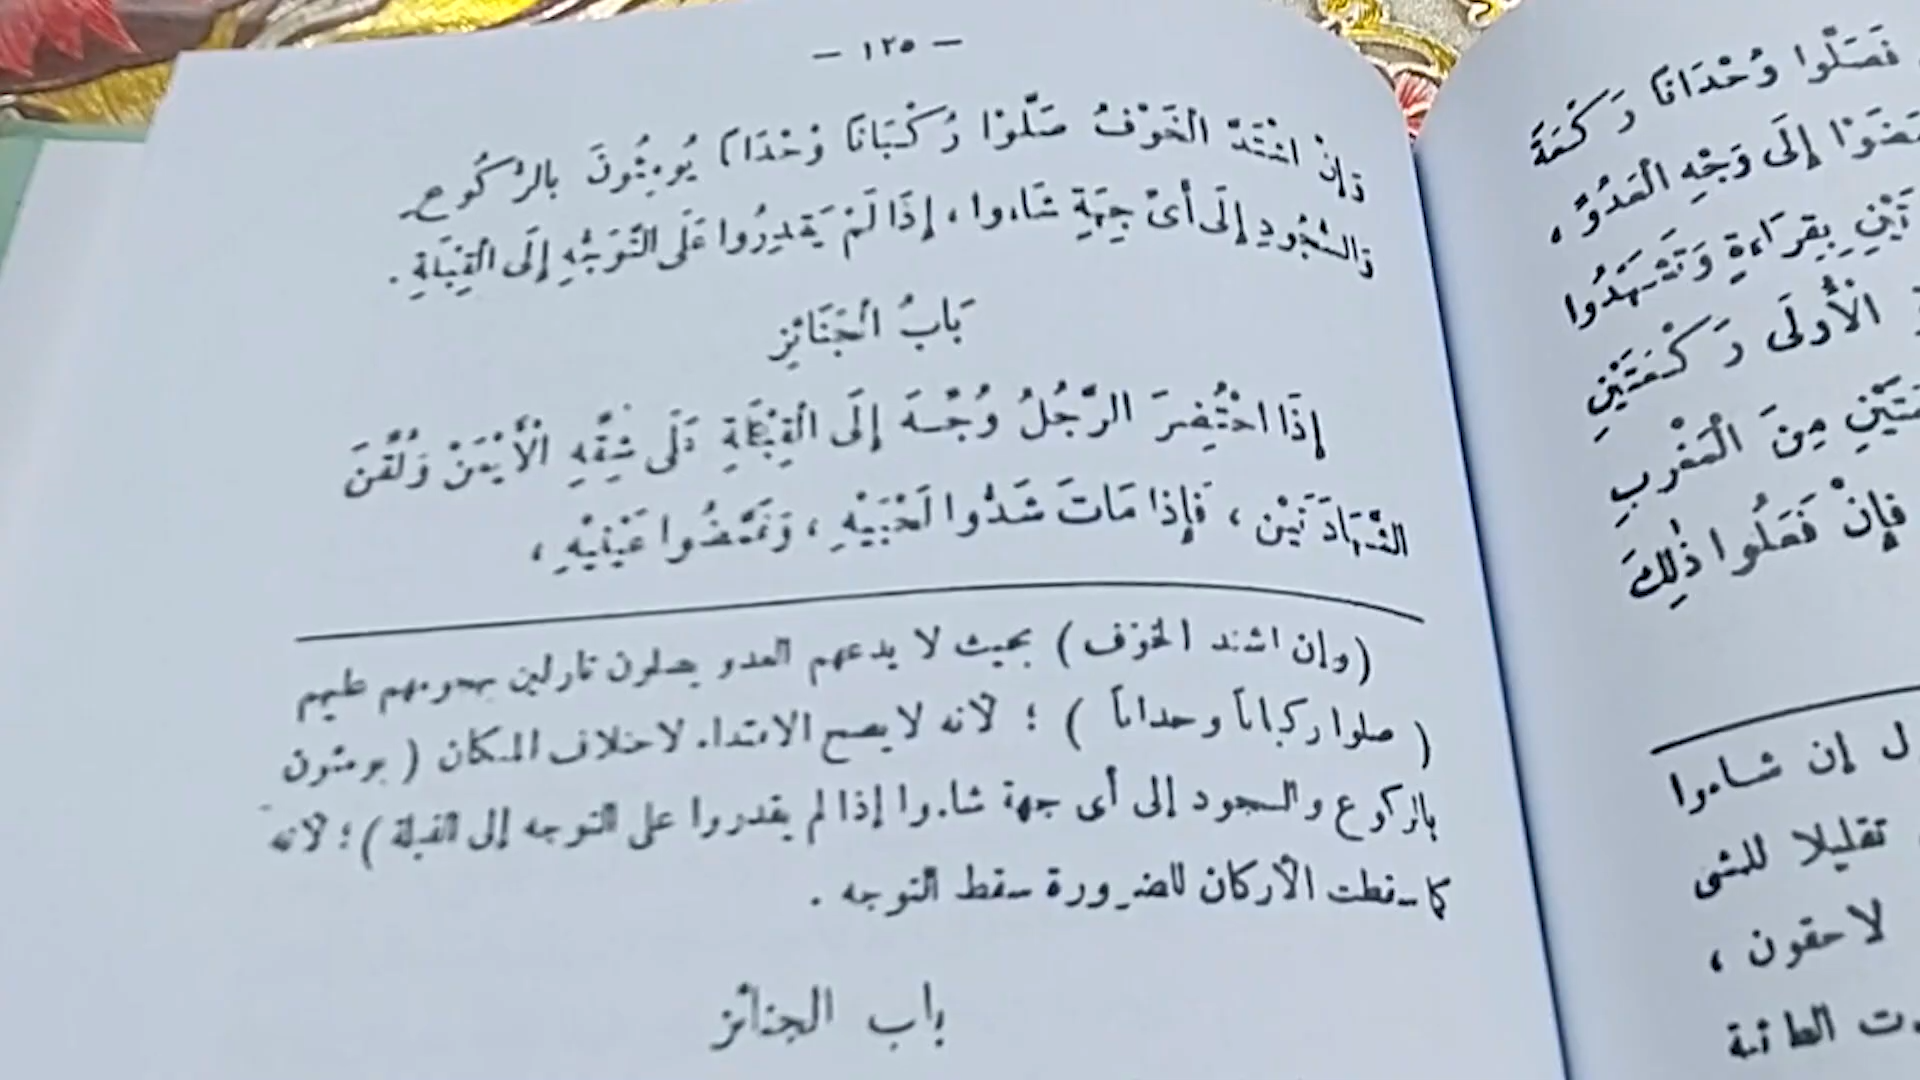 — ١٢٥ —
وَإِنْ اشْتَدَّ الْخَوْفُ صَلَّوْا رُكْبَانًا وُحْدَانًا يُومِئُونَ بِالرُّكُوعِ
وَالسُّجُودِ إِلَى أَىِّ جِهَةٍ شَاءوا ، إِذَا لَمْ يَقْدِرُوا عَلَى التَّوَجُّهِ إِلَى الْقِبْلَةِ .
بَابُ الْجَنَائِزِ
إِذَا احْتُضِرَ الرَّجُلُ وُجِّهَ إِلَى الْقِبْلَةِ عَلَى شِقِّهِ الْأَيْمَنْ وَلُقِّنَ
الشَّهَادَتَيْنِ ، فَإِذا مَاتَ شَدُّوا لَحْيَيْهِ ، وَغَمَّضُوا عَيْنَيْهِ ،
(وإن اشتد الخوف) بحيث لا يدعهم العدو يصلون نازلين بهجومهم عليهم
( صلوا ركباناً وحداناً ) ؛ لأنه لا يصح الاقتداء لاختلاف المكان ( يومئون
بالركوع والسجود إلى أى جهة شاءوا إذا لم يقدروا على التوجه إلى القبلة ) ؛ لأنه
كما سقطت الأركان للضرورة سقط التوجه .
باب الجنائز
فَصَلَّوا وُحْدَانًا رَكْعَةً
إِلَى وَجْهِ الْعَدُوِّ ،
بِقِرَاءَةٍ وَتَشَهَّدُوا
الْأُولَى رَكْعَتَيْنِ
مِنَ الْمَغْرِبِ
فَإِنْ فَعَلُوا ذٰلِكَ
إن شاءوا
تقليلا للمشى
لاحقون ،
الطائفة